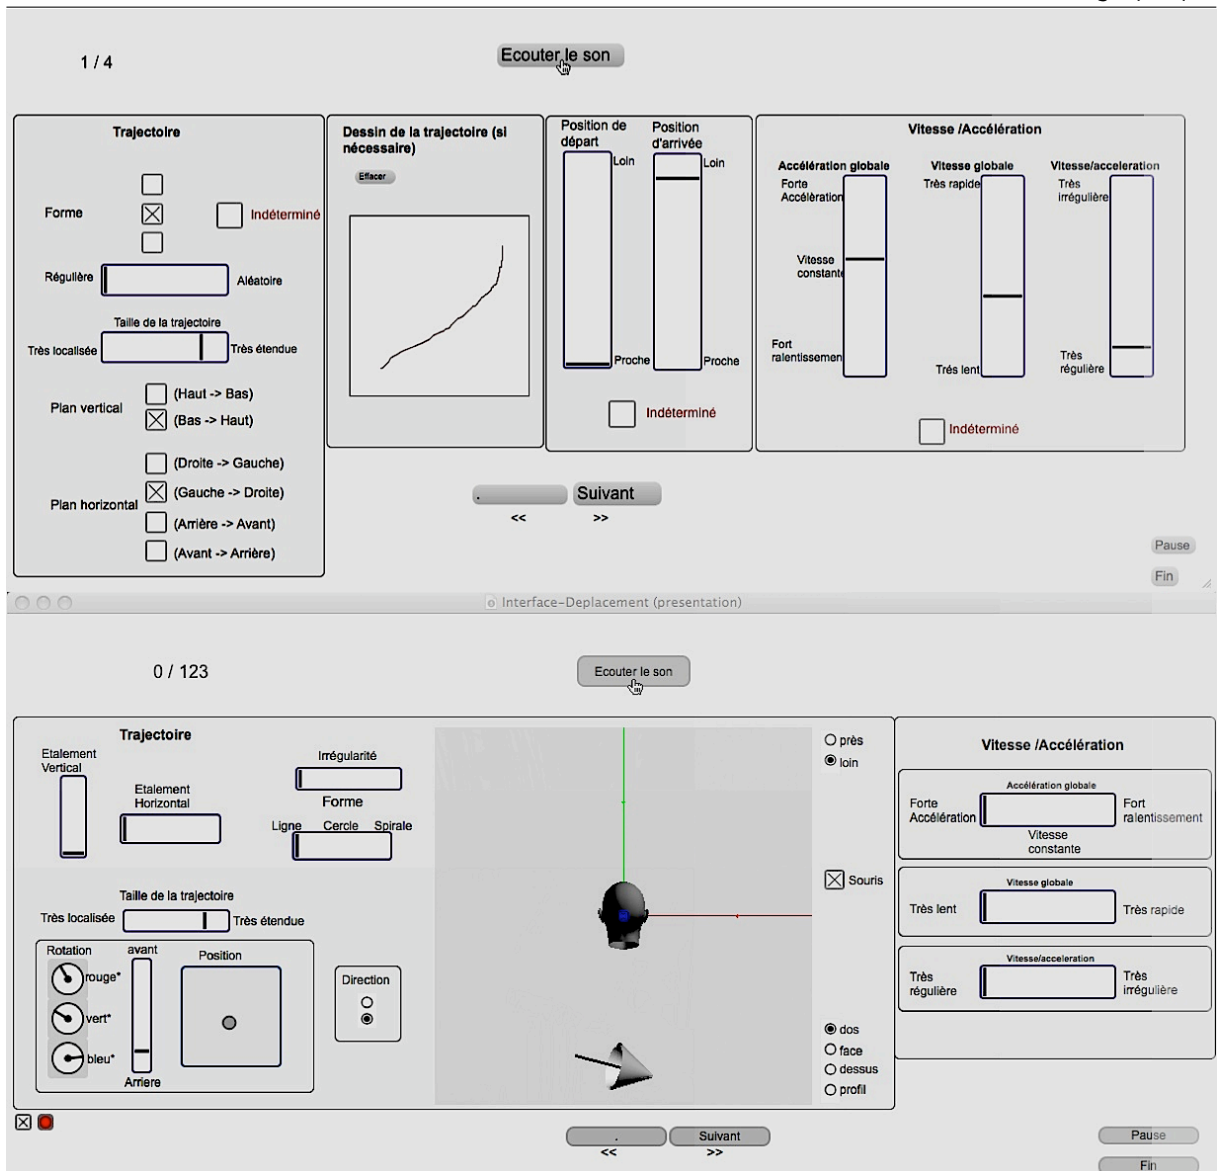 1 / 4
Ecouter le son
Trajectoire
Forme
Indéterminé
Régulière
Aléatoire
Taille de la trajectoire
Très localisée
Très étendue
Plan vertical
(Haut -> Bas)
(Bas -> Haut)
Plan horizontal
(Droite -> Gauche)
(Gauche -> Droite)
(Arrière -> Avant)
(Avant -> Arrière)
Dessin de la trajectoire (si
nécessaire)
Effacer
Position de
départ
Position
d'arrivée
Loin
Loin
Proche
Proche
Indéterminé
Vitesse /Accélération
Accélération globale
Forte
Accélèration
Vitesse
constante
Fort
ralentissemen
Vitesse globale
Très rapide
Trés lent
Vitesse/acceleration
Très
irrégulière
Très
régulière
Indéterminé
. Suivant
<< >>
Pause
Fin
Interface-Deplacement (presentation)
0 / 123
Ecouter le son
Trajectoire
Etalement
Vertical
Etalement
Horizontal
Irrégularité
Forme
Ligne Cercle Spirale
Taille de la trajectoire
Très localisée
Très étendue
Rotation
rouge*
vert*
bleu*
avant
Arriere
Position
Direction
près
loin
Souris
dos
face
dessus
profil
Vitesse /Accélération
Accélération globale
Forte
Accélération
Fort
ralentissement
Vitesse
constante
Vitesse globale
Très lent
Très rapide
Vitesse/acceleration
Très
régulière
Très
irrégulière
. Suivant
<< >>
Pause
Fin